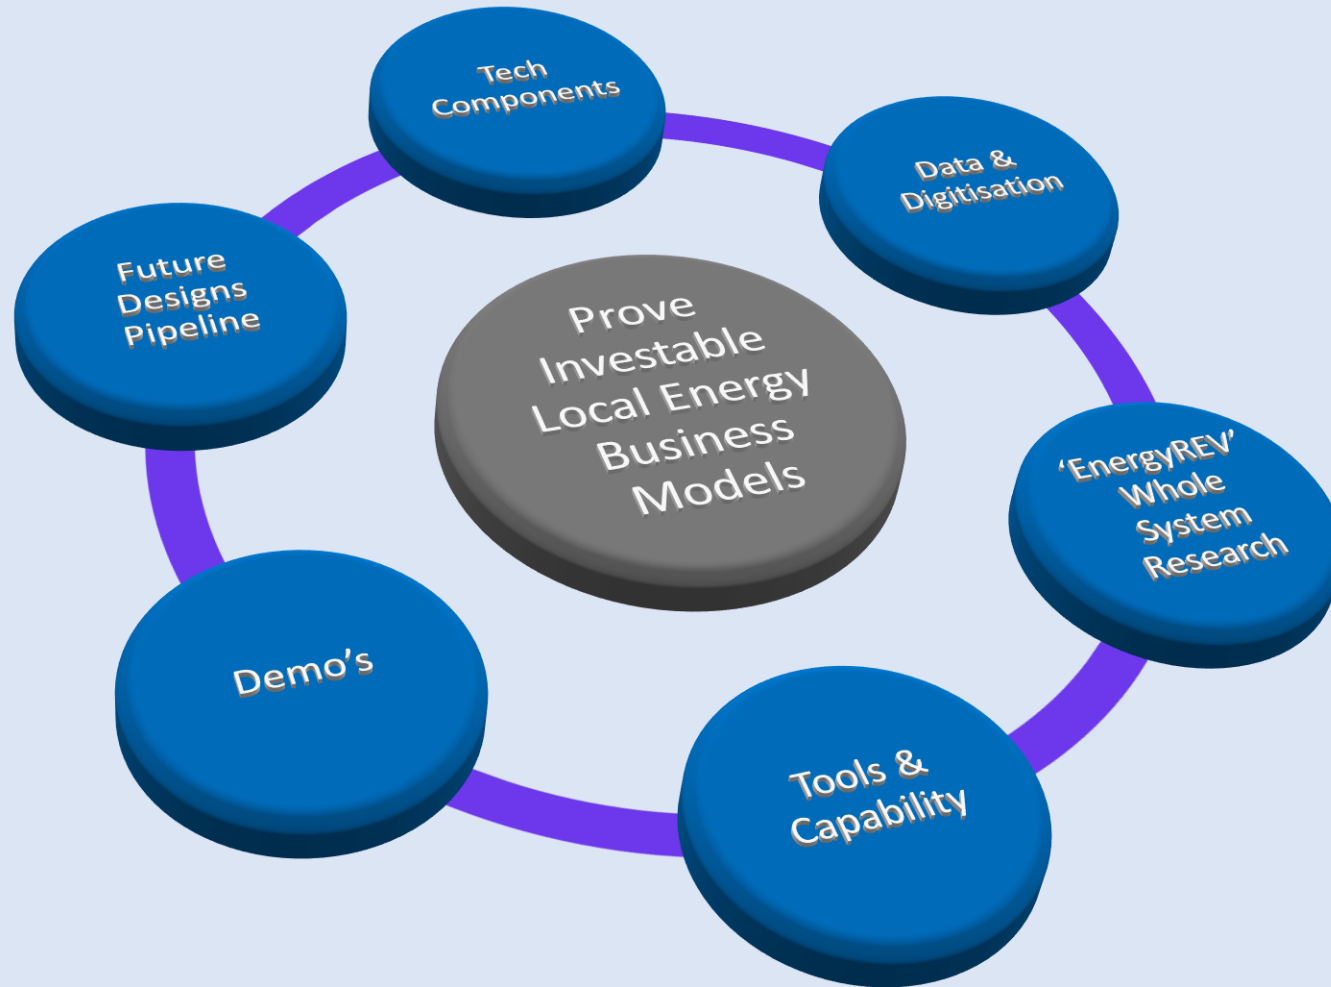 Tech
Components
Data &
Digitisation
Future
Designs
Pipeline
Prove
Investable
Local Energy
Business
Models
‘EnergyREV’
Whole
System
Research
Demo’s
Tools &
Capability